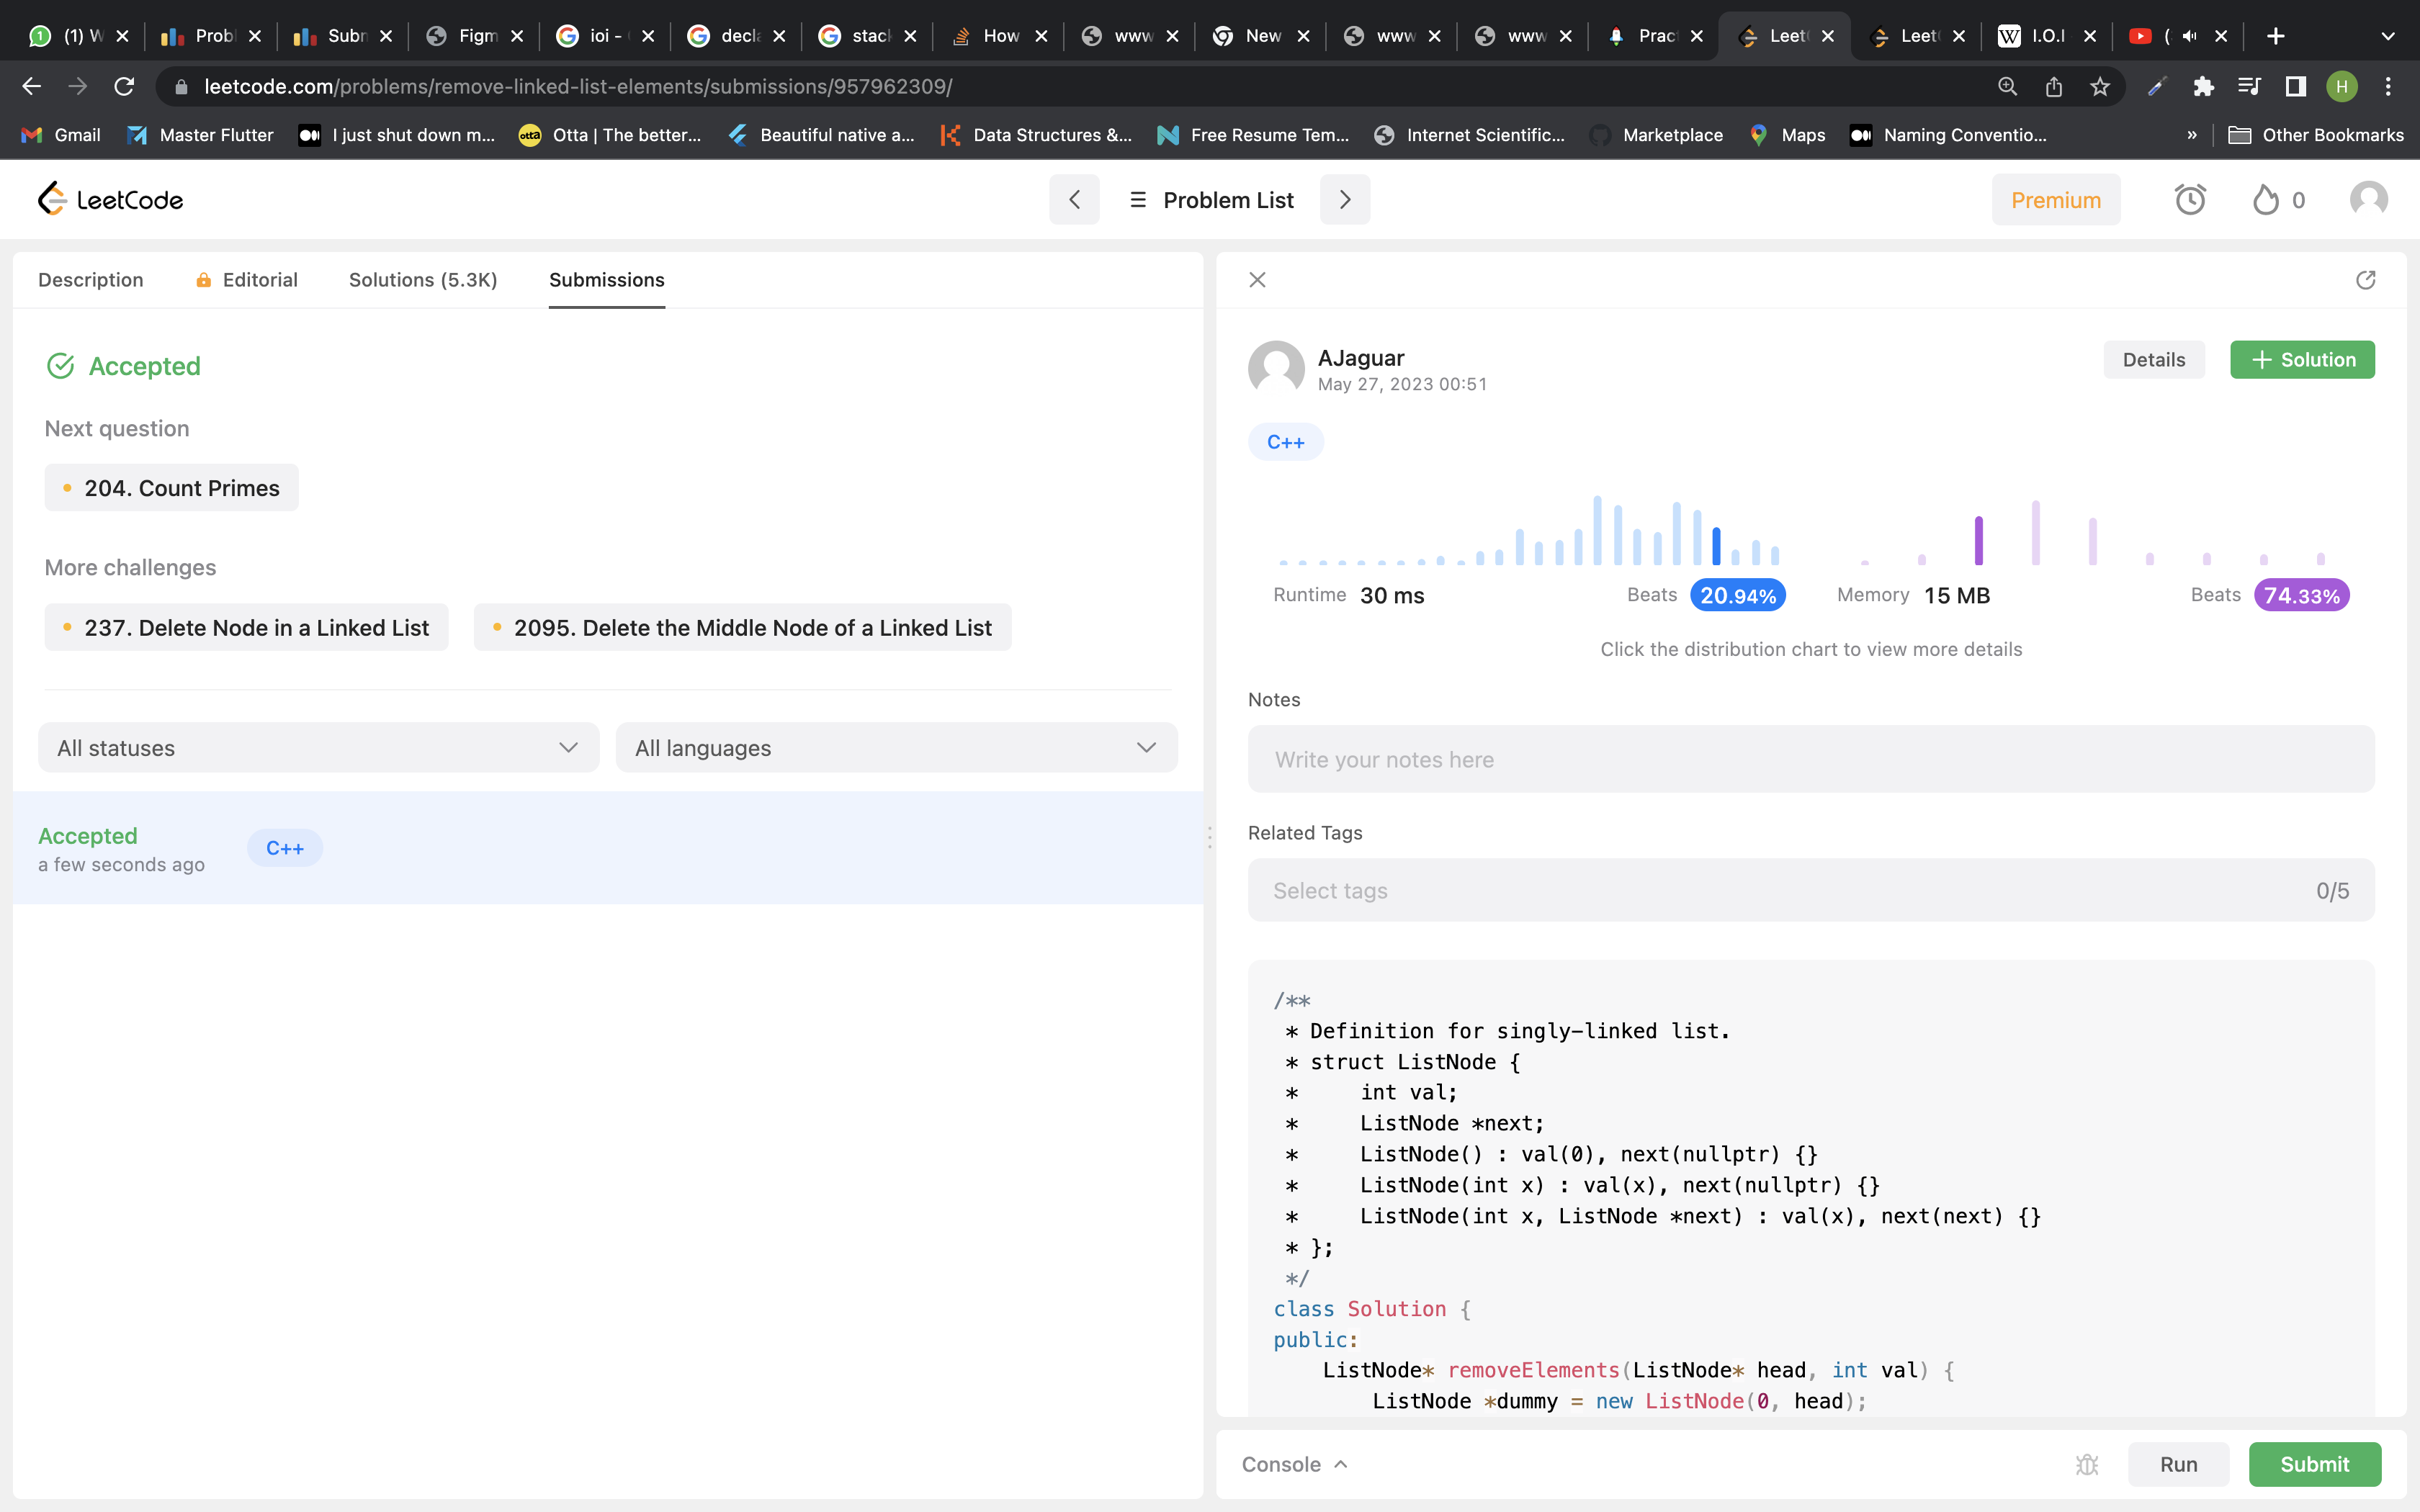 (1) W
Prob
Subn
Figm
ioi -
decla
stack
How
www
New
www
www
Prac
Leet
Leet
I.O.I
(
leetcode.com/problems/remove-linked-list-elements/submissions/957962309/
H
Gmail
Master Flutter
I just shut down m...
otta
Otta | The better...
Beautiful native a...
Data Structures &...
Free Resume Tem...
Internet Scientific...
Marketplace
Maps
Naming Conventio...
»
Other Bookmarks
LeetCode
Problem List
Premium
0
Description
Editorial
Solutions (5.3K)
Submissions
Accepted
Next question
204. Count Primes
More challenges
237. Delete Node in a Linked List
2095. Delete the Middle Node of a Linked List
All statuses
All languages
Accepted
a few seconds ago
C++
AJaguar
May 27, 2023 00:51
Details
+ Solution
C++
Runtime 30 ms
Beats 20.94%
Memory 15 MB
Beats 74.33%
Click the distribution chart to view more details
Notes
Write your notes here
Related Tags
Select tags
0/5
/**
 * Definition for singly-linked list.
 * struct ListNode {
 *     int val;
 *     ListNode *next;
 *     ListNode() : val(0), next(nullptr) {}
 *     ListNode(int x) : val(x), next(nullptr) {}
 *     ListNode(int x, ListNode *next) : val(x), next(next) {}
 * };
 */
class Solution {
public:
    ListNode* removeElements(ListNode* head, int val) {
        ListNode *dummy = new ListNode(0, head);
Console
Run
Submit